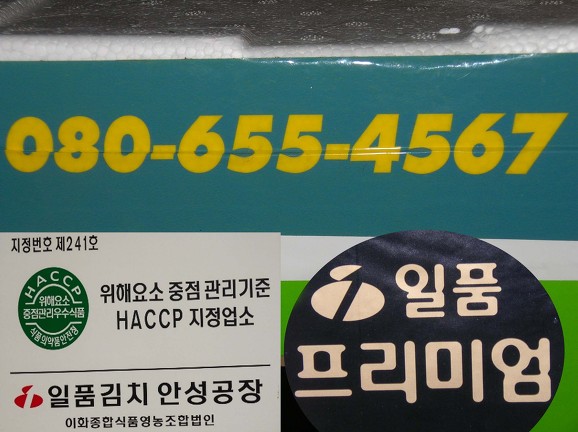 080-655-4567
지정번호 제241호
HACCP
위해요소
중점관리우수식품
식품의약품안전청
위해요소 중점 관리기준
HACCP 지정업소
일품김치 안성공장
이화종합식품영농조합법인
일품
프리미엄